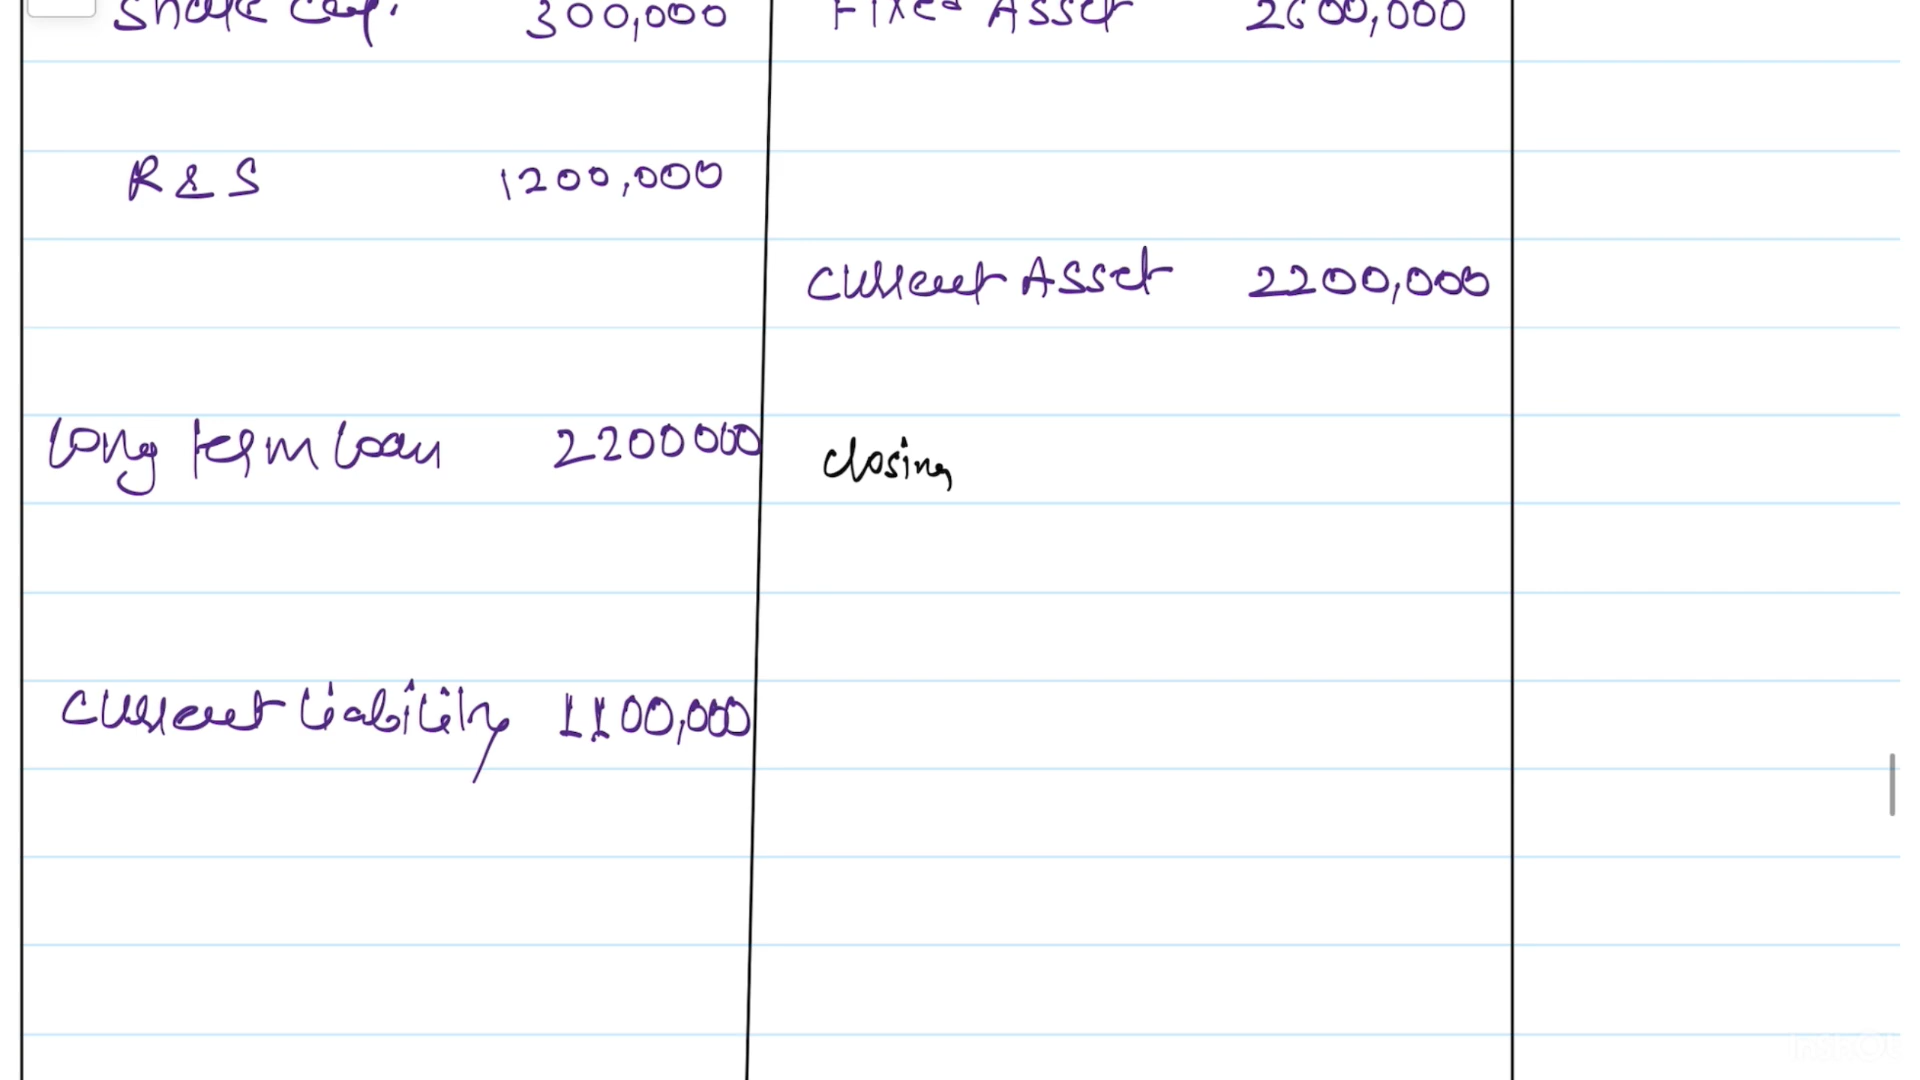 Share Cap. 300,000
Fixed Asset 2600,000
R & S 1200,000
Current Asset 2200,000
Long term loan 2200000
closing
Current liability 1100,000